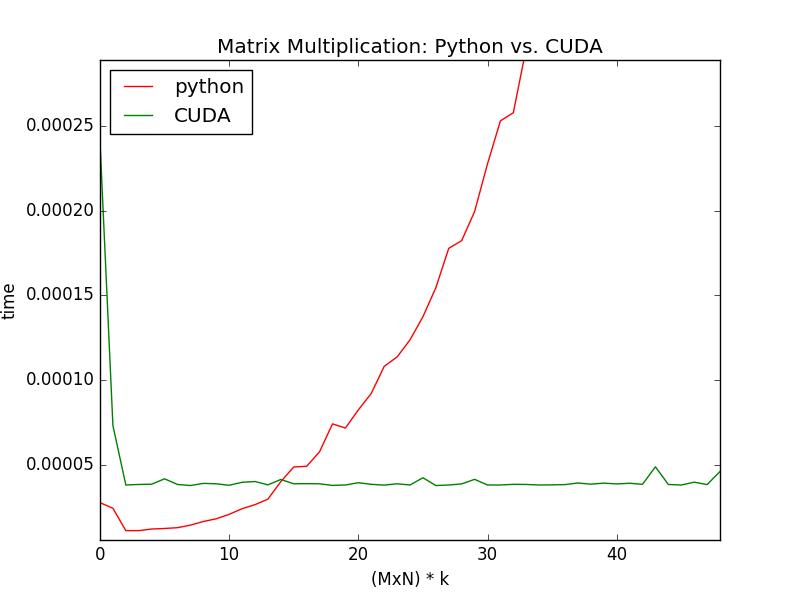 Matrix Multiplication: Python vs. CUDA
python
CUDA
0.00025
0.00020
0.00015
0.00010
0.00005
time
0 10 20 30 40
(MxN) * k